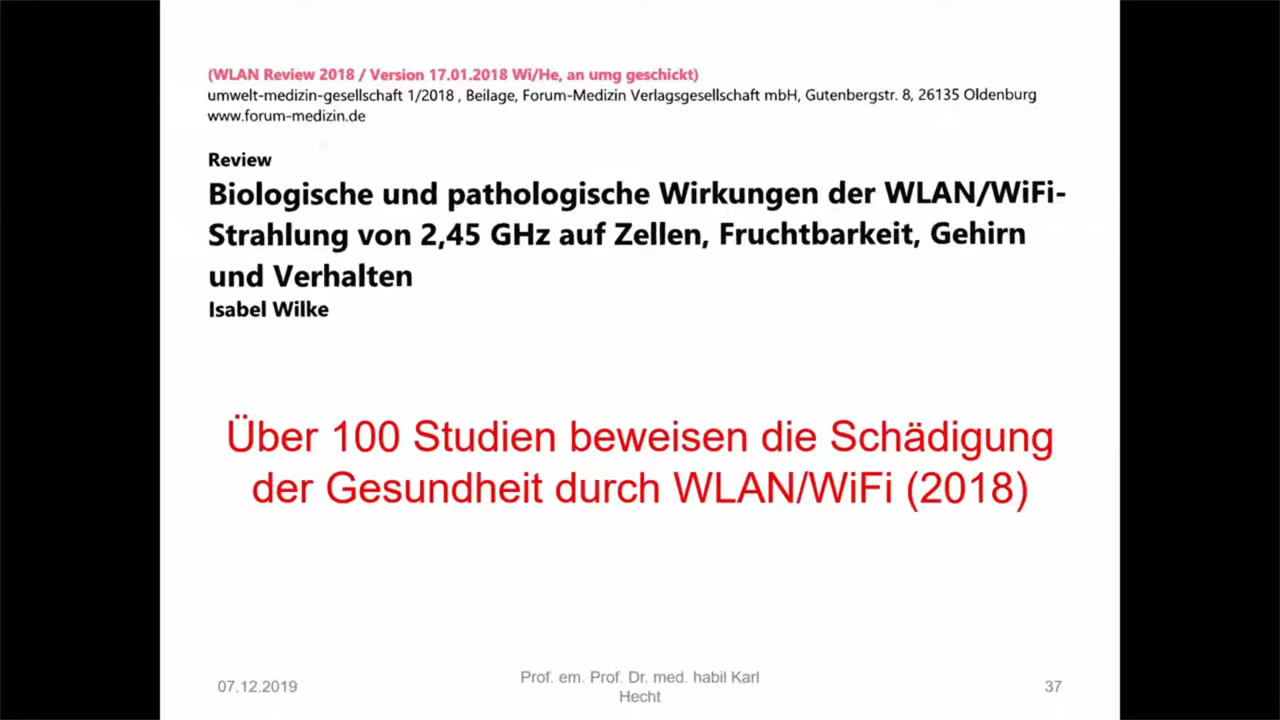 (WLAN Review 2018 / Version 17.01.2018 Wi/He, an umg geschickt)
umwelt-medizin-gesellschaft 1/2018 , Beilage, Forum-Medizin Verlagsgesellschaft mbH, Gutenbergstr. 8, 26135 Oldenburg
www.forum-medizin.de
Review
Biologische und pathologische Wirkungen der WLAN/WiFi-
Strahlung von 2,45 GHz auf Zellen, Fruchtbarkeit, Gehirn
und Verhalten
Isabel Wilke
Über 100 Studien beweisen die Schädigung
der Gesundheit durch WLAN/WiFi (2018)
07.12.2019
Prof. em. Prof. Dr. med. habil Karl
Hecht
37